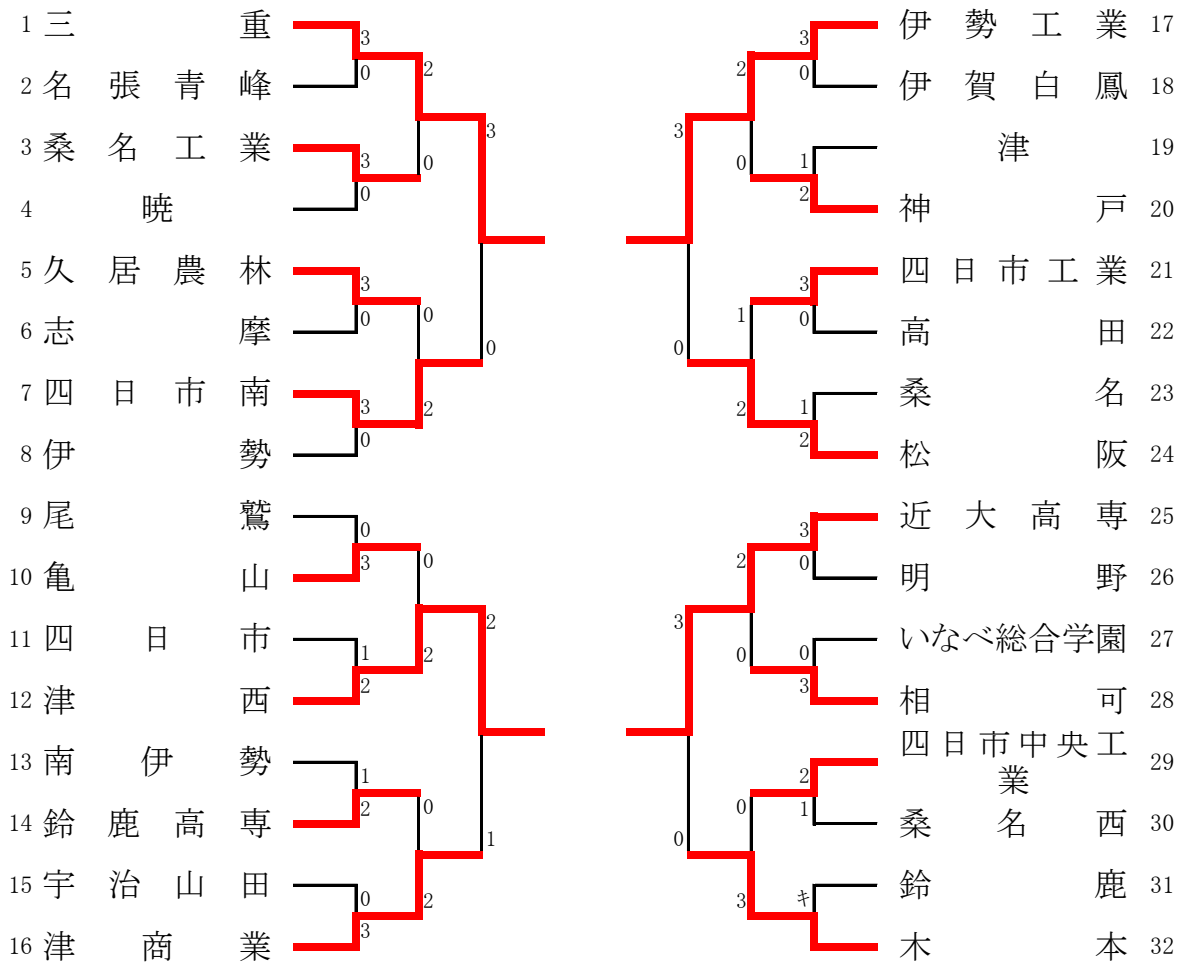 1 三重
3
0
2 名張青峰
2
3 桑名工業
3
0
4 暁
0
3
5 久居農林
3
0
6 志摩
0
7 四日市南
3
0
8 伊勢
2
0
9 尾鷲
0
3
10 亀山
0
11 四日市
1
2
12 津西
2
2
13 南伊勢
1
2
14 鈴鹿高専
0
15 宇治山田
0
3
16 津商業
2
1
伊勢工業 17
3
0
伊賀白鳳 18
2
津 19
1
2
神戸 20
0
3
四日市工業 21
3
0
高田 22
1
桑名 23
1
2
松阪 24
2
0
近大高専 25
3
0
明野 26
2
いなべ総合学園 27
0
3
相可 28
0
3
四日市中央工
業
29
2
1
桑名西 30
0
鈴鹿 31
キ
木本 32
3
0